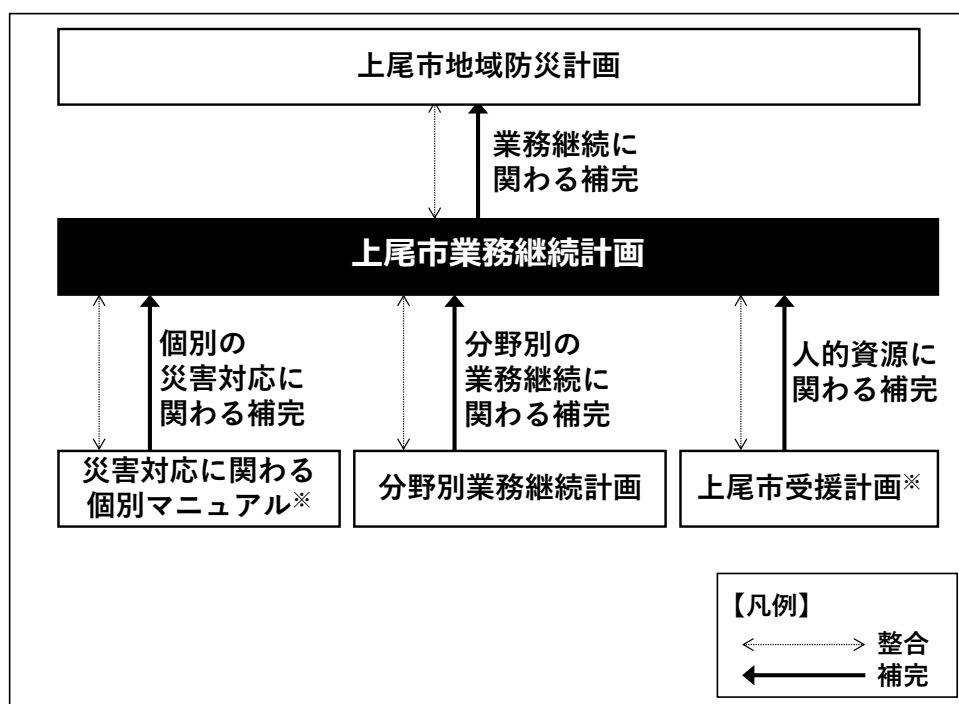 上尾市地域防災計画
業務継続に
関わる補完
上尾市業務継続計画
個別の
災害対応に
関わる補完
分野別の
業務継続に
関わる補完
人的資源に
関わる補完
災害対応に関わる
個別マニュアル※
分野別業務継続計画
上尾市受援計画※
【凡例】
整合
補完